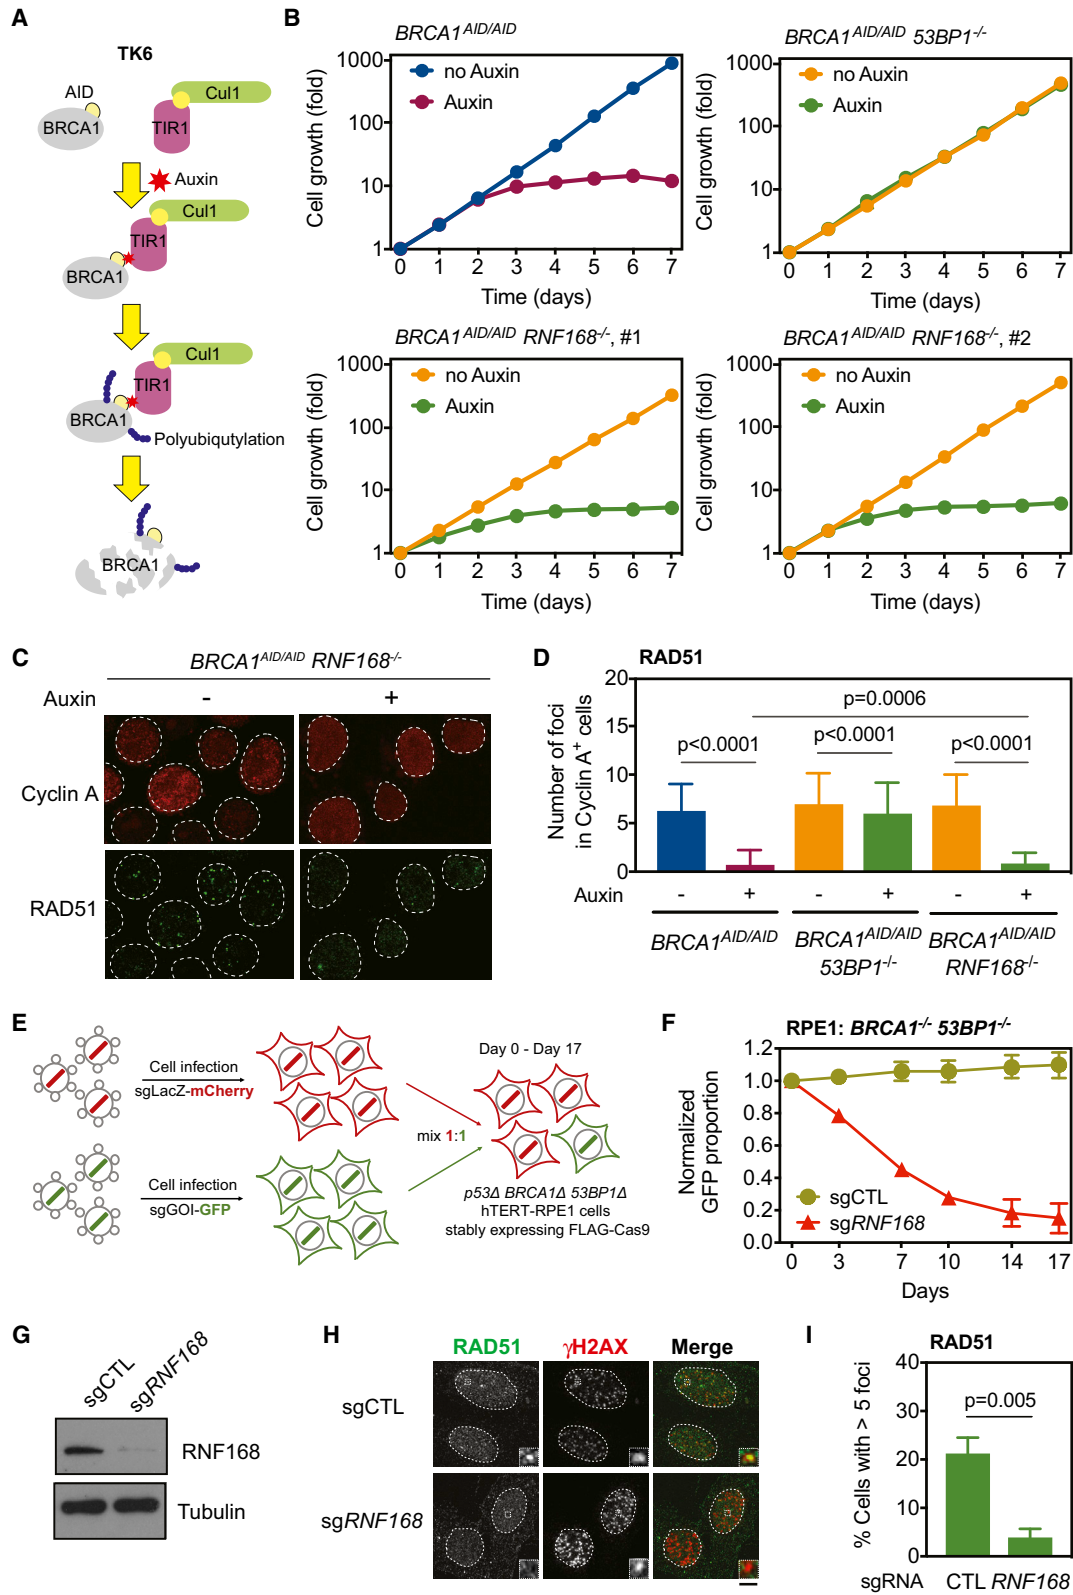 A
TK6
AID
BRCA1
TIR1
Cul1
Auxin
Cul1
TIR1
BRCA1
Cul1
TIR1
BRCA1
Polyubiqutylation
BRCA1
B
BRCA1AID/AID
1000
100
10
1
Cell growth (fold)
no Auxin
Auxin
0 1 2 3 4 5 6 7
Time (days)
BRCA1AID/AID 53BP1-/-
1000
100
10
1
Cell growth (fold)
no Auxin
Auxin
0 1 2 3 4 5 6 7
Time (days)
BRCA1AID/AID RNF168-/-, #1
1000
100
10
1
Cell growth (fold)
no Auxin
Auxin
0 1 2 3 4 5 6 7
Time (days)
BRCA1AID/AID RNF168-/-, #2
1000
100
10
1
Cell growth (fold)
no Auxin
Auxin
0 1 2 3 4 5 6 7
Time (days)
C
BRCA1AID/AID RNF168-/-
Auxin - +
Cyclin A
RAD51
D
RAD51
Number of foci
in Cyclin A+ cells
20
15
10
5
0
p=0.0006
p<0.0001
p<0.0001
p<0.0001
Auxin - + - + - +
BRCA1AID/AID
BRCA1AID/AID
53BP1-/-
BRCA1AID/AID
RNF168-/-
E
Cell infection
sgLacZ-mCherry
Cell infection
sgGOI-GFP
mix 1:1
Day 0 - Day 17
p53Δ BRCA1Δ 53BP1Δ
hTERT-RPE1 cells
stably expressing FLAG-Cas9
F
RPE1: BRCA1-/- 53BP1-/-
Normalized
GFP proportion
1.2
1.0
0.8
0.6
0.4
0.2
0.0
sgCTL
sgRNF168
0 3 7 10 14 17
Days
G
sgCTL
sgRNF168
RNF168
Tubulin
H
RAD51 γH2AX Merge
sgCTL
sgRNF168
I
RAD51
% Cells with > 5 foci
40
30
20
10
0
p=0.005
sgRNA CTL RNF168